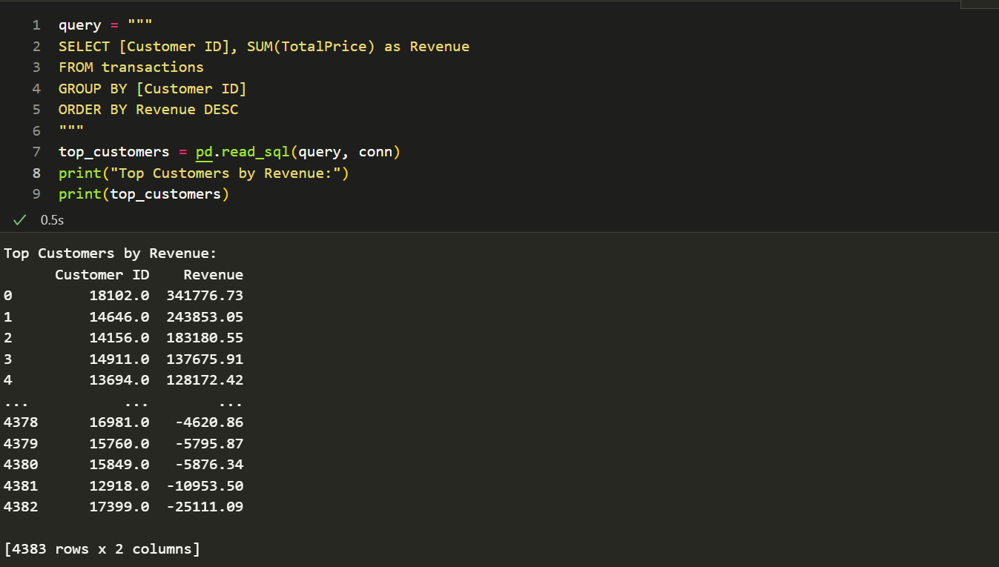 1 query = """
2 SELECT [Customer ID], SUM(TotalPrice) as Revenue
3 FROM transactions
4 GROUP BY [Customer ID]
5 ORDER BY Revenue DESC
6 """
7 top_customers = pd.read_sql(query, conn)
8 print("Top Customers by Revenue:")
9 print(top_customers)
0.5s
Top Customers by Revenue:
      Customer ID    Revenue
0         18102.0  341776.73
1         14646.0  243853.05
2         14156.0  183180.55
3         14911.0  137675.91
4         13694.0  128172.42
...           ...        ...
4378      16981.0   -4620.86
4379      15760.0   -5795.87
4380      15849.0   -5876.34
4381      12918.0  -10953.50
4382      17399.0  -25111.09
[4383 rows x 2 columns]